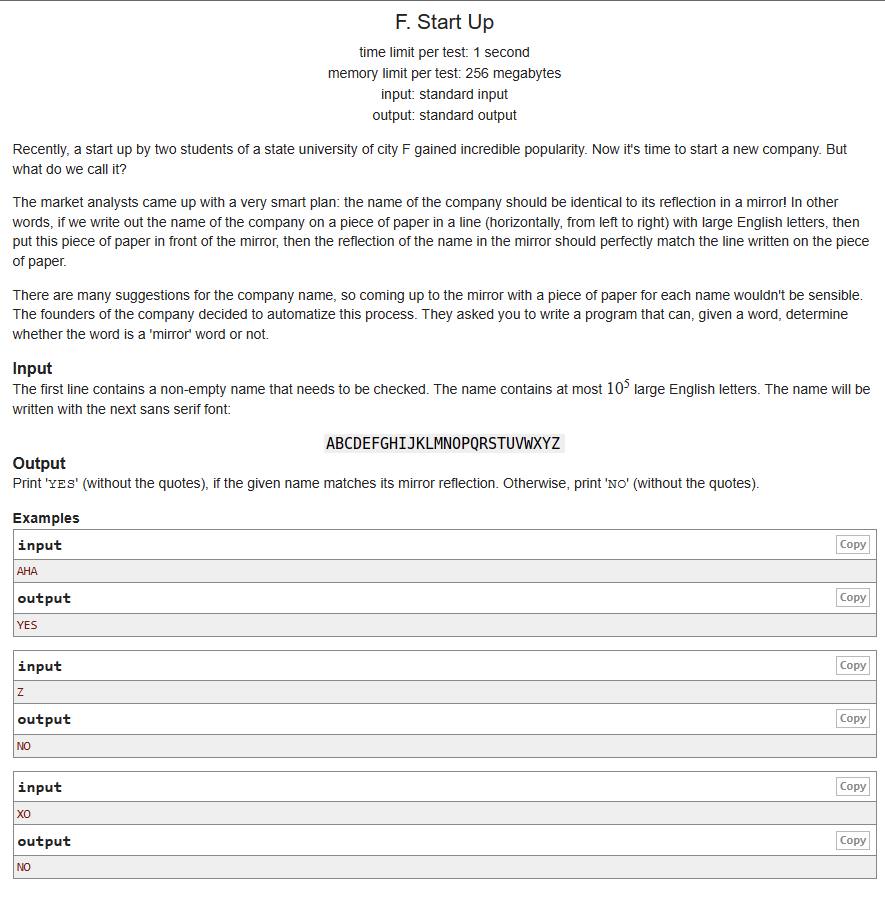 F. Start Up
time limit per test: 1 second
memory limit per test: 256 megabytes
input: standard input
output: standard output
Recently, a start up by two students of a state university of city F gained incredible popularity. Now it's time to start a new company. But
what do we call it?
The market analysts came up with a very smart plan: the name of the company should be identical to its reflection in a mirror! In other
words, if we write out the name of the company on a piece of paper in a line (horizontally, from left to right) with large English letters, then
put this piece of paper in front of the mirror, then the reflection of the name in the mirror should perfectly match the line written on the piece
of paper.
There are many suggestions for the company name, so coming up to the mirror with a piece of paper for each name wouldn't be sensible.
The founders of the company decided to automatize this process. They asked you to write a program that can, given a word, determine
whether the word is a 'mirror' word or not.
Input
The first line contains a non-empty name that needs to be checked. The name contains at most 10⁵ large English letters. The name will be
written with the next sans serif font:
ABCDEFGHIJKLMNOPQRSTUVWXYZ
Output
Print 'YES' (without the quotes), if the given name matches its mirror reflection. Otherwise, print 'NO' (without the quotes).
Examples
input Copy
AHA
output Copy
YES
input Copy
Z
output Copy
NO
input Copy
XO
output Copy
NO